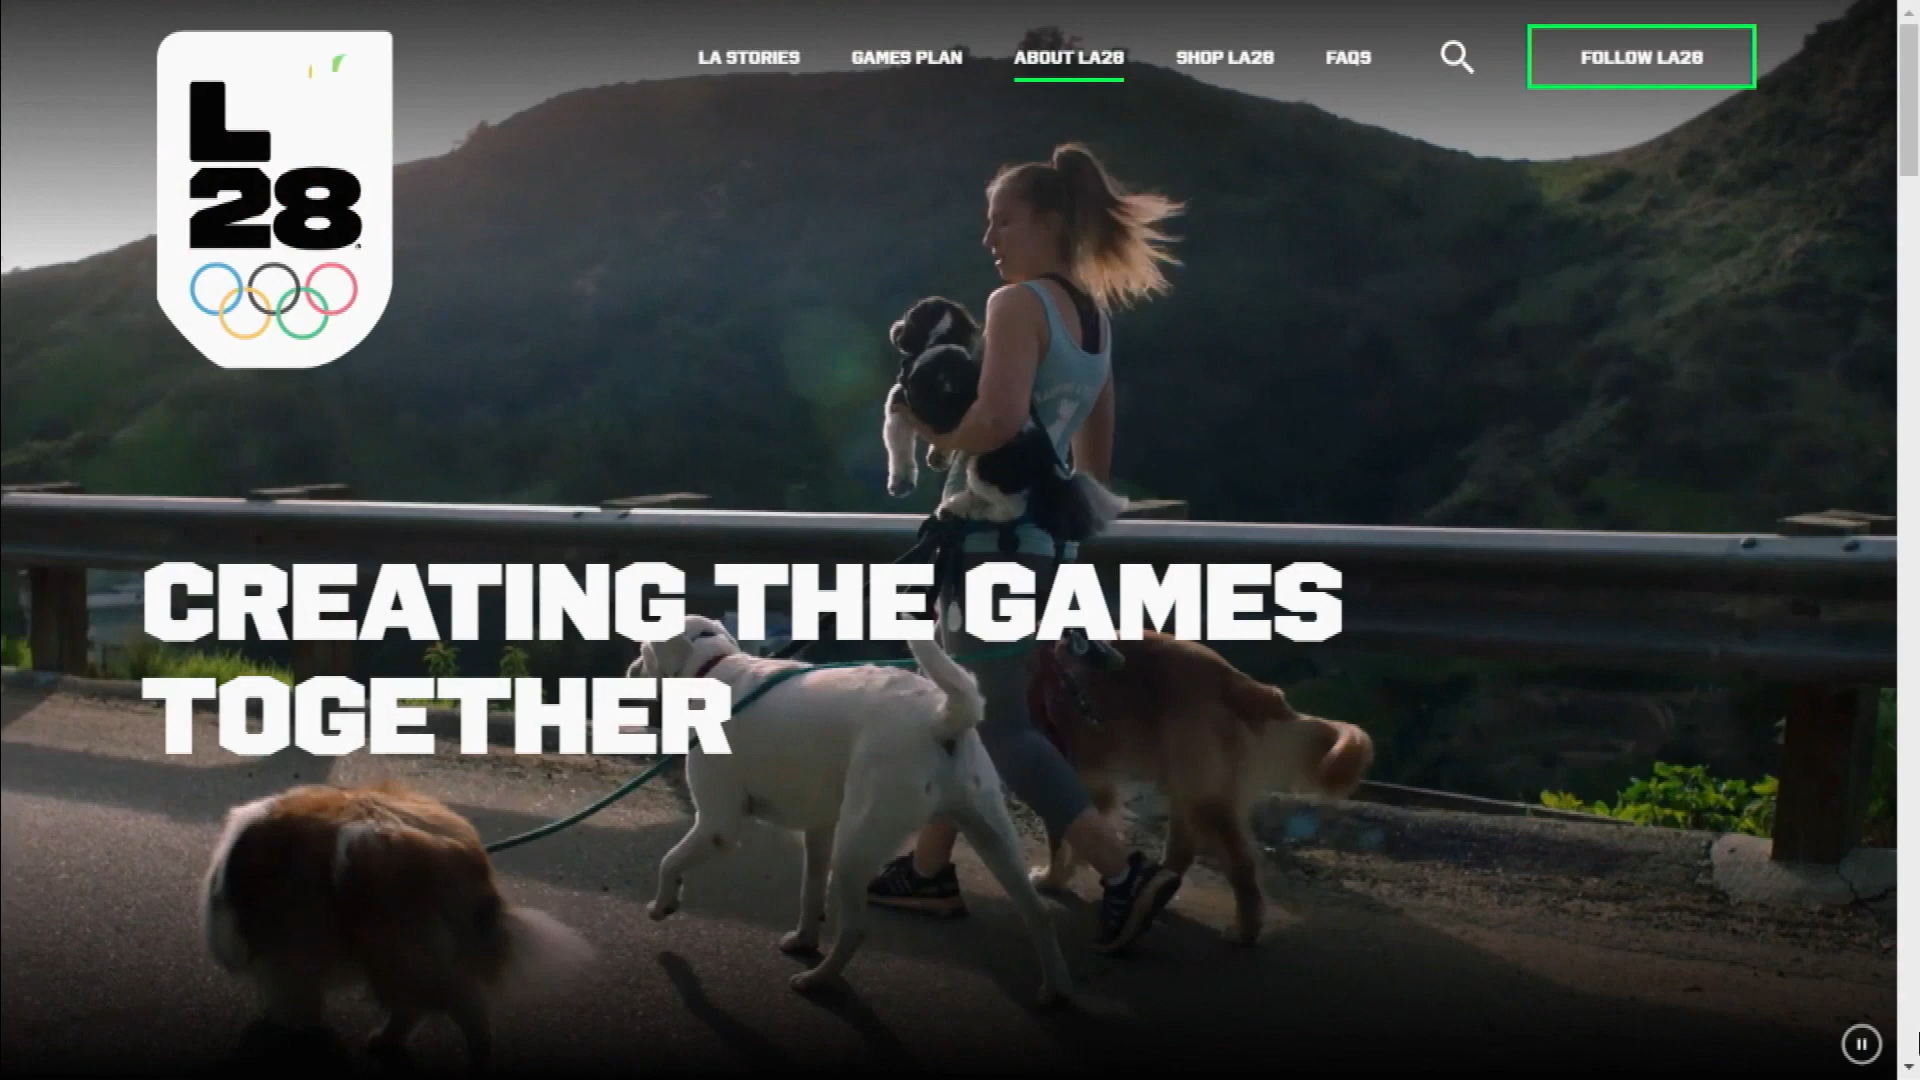 L
28
LA STORIES
GAMES PLAN
ABOUT LA28
SHOP LA28
FAQS
FOLLOW LA28
CREATING THE GAMES
TOGETHER